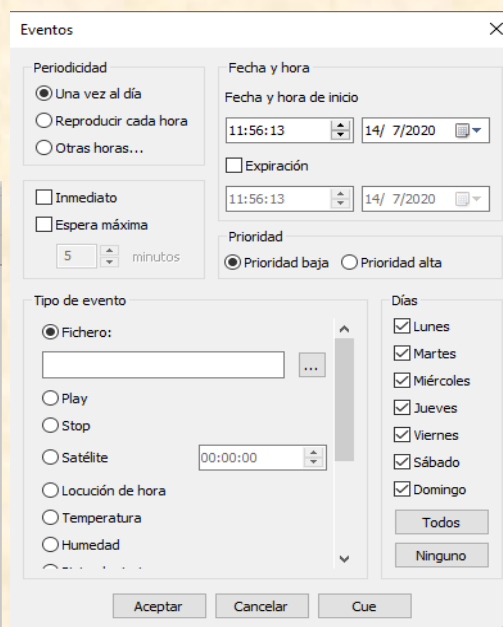 Eventos
Periodicidad
Una vez al día
Reproducir cada hora
Otras horas...
Fecha y hora
Fecha y hora de inicio
11:56:13 14/ 7/2020
Expiración
11:56:13 14/ 7/2020
Inmediato
Espera máxima
5 minutos
Prioridad
Prioridad baja Prioridad alta
Tipo de evento
Fichero:
...
Play
Stop
Satélite 00:00:00
Locución de hora
Temperatura
Humedad
Días
Lunes
Martes
Miércoles
Jueves
Viernes
Sábado
Domingo
Todos
Ninguno
Aceptar Cancelar Cue